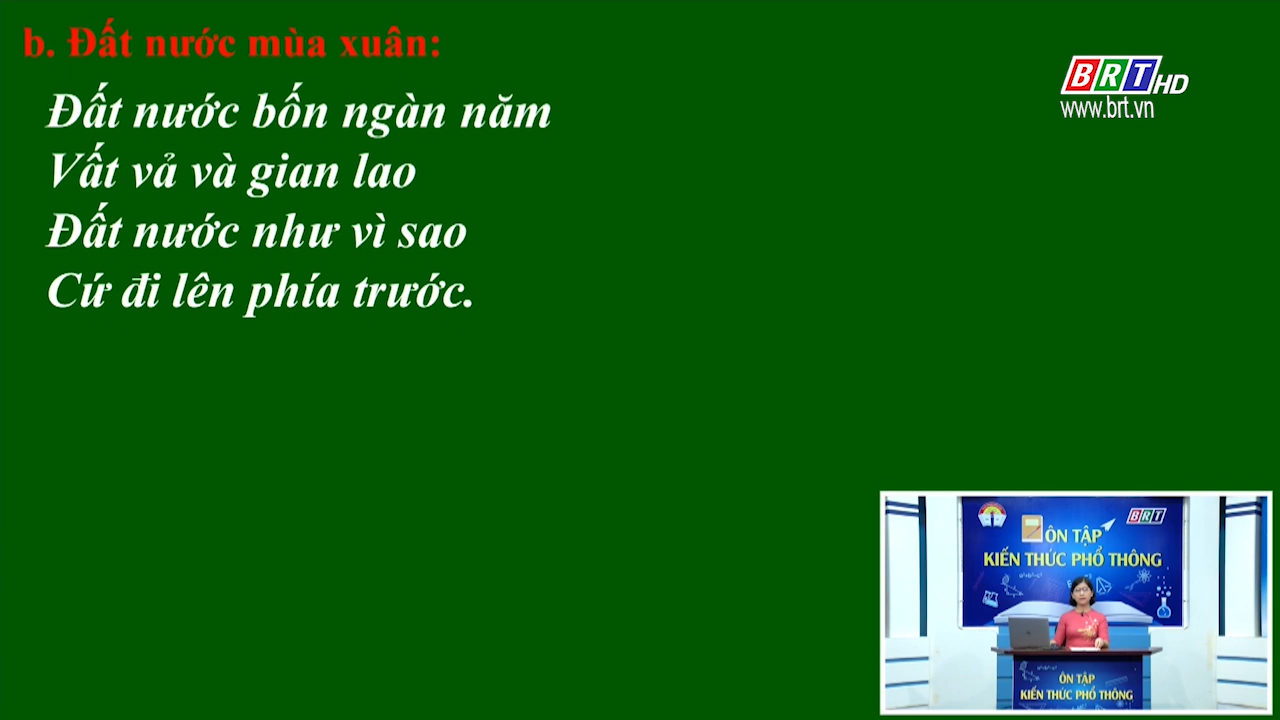 b. Đất nước mùa xuân:
Đất nước bốn ngàn năm
Vất vả và gian lao
Đất nước như vì sao
Cứ đi lên phía trước.
BRT HD
www.brt.vn
BRT
ÔN TẬP
KIẾN THỨC PHỔ THÔNG
ÔN TẬP
KIẾN THỨC PHỔ THÔNG